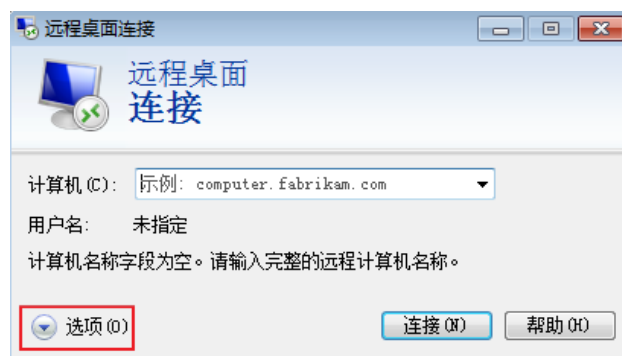 远程桌面连接
远程桌面
连接
计算机(C): 示例: computer.fabrikam.com
用户名: 未指定
计算机名称字段为空。请输入完整的远程计算机名称。
选项(O) 连接(N) 帮助(H)